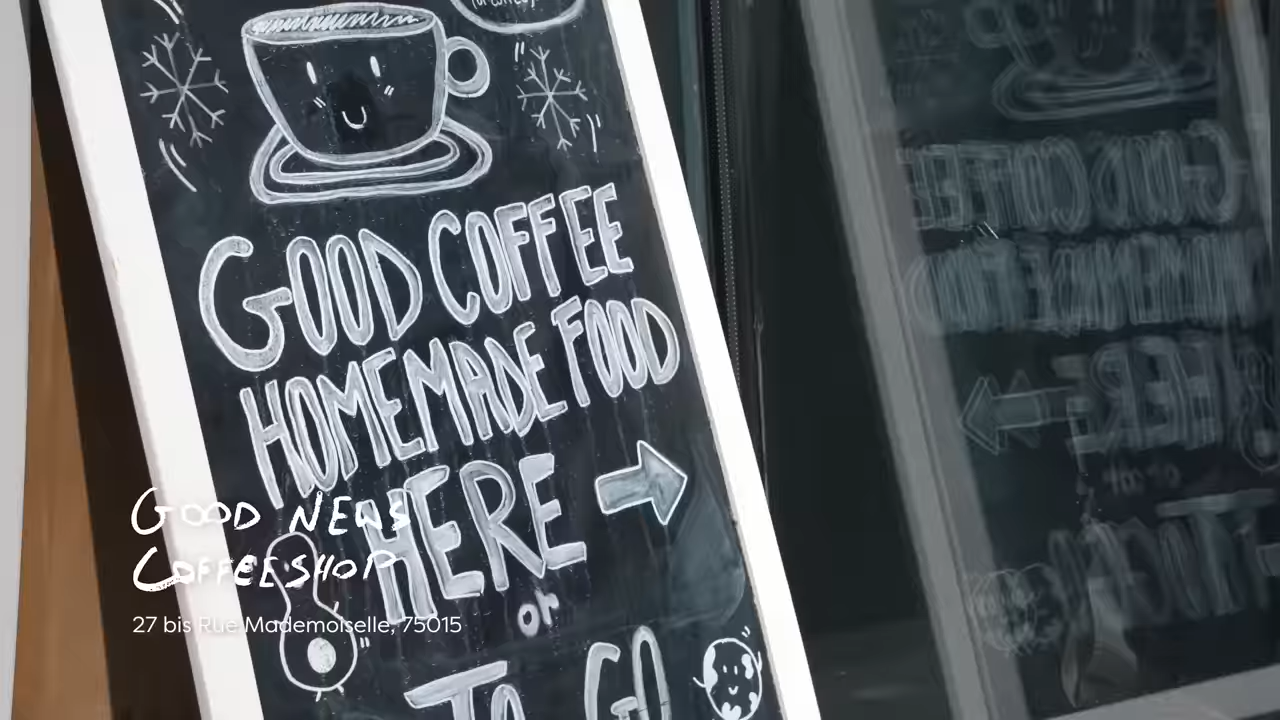 GOOD COFFEE
HOMEMADE FOOD
HERE
or
TO GO
GOOD NEWS
COFFEESHOP
27 bis Rue Mademoiselle, 75015